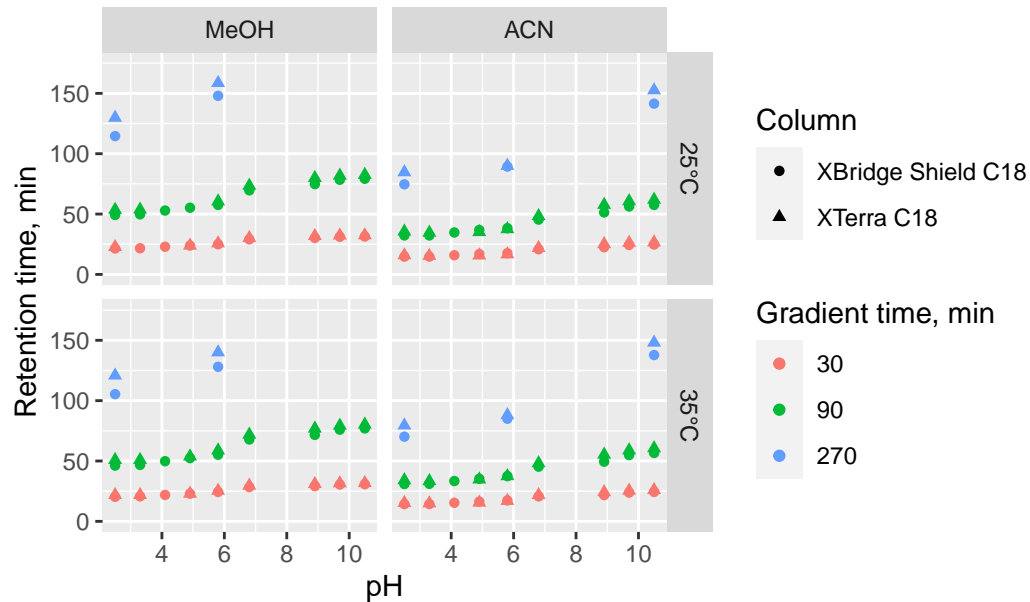 MeOH
ACN
150
100
50
0
25°C
150
100
50
0
35°C
4
6
8
10
4
6
8
10
pH
Retention time, min
Column
XBridge Shield C18
XTerra C18
Gradient time, min
30
90
270